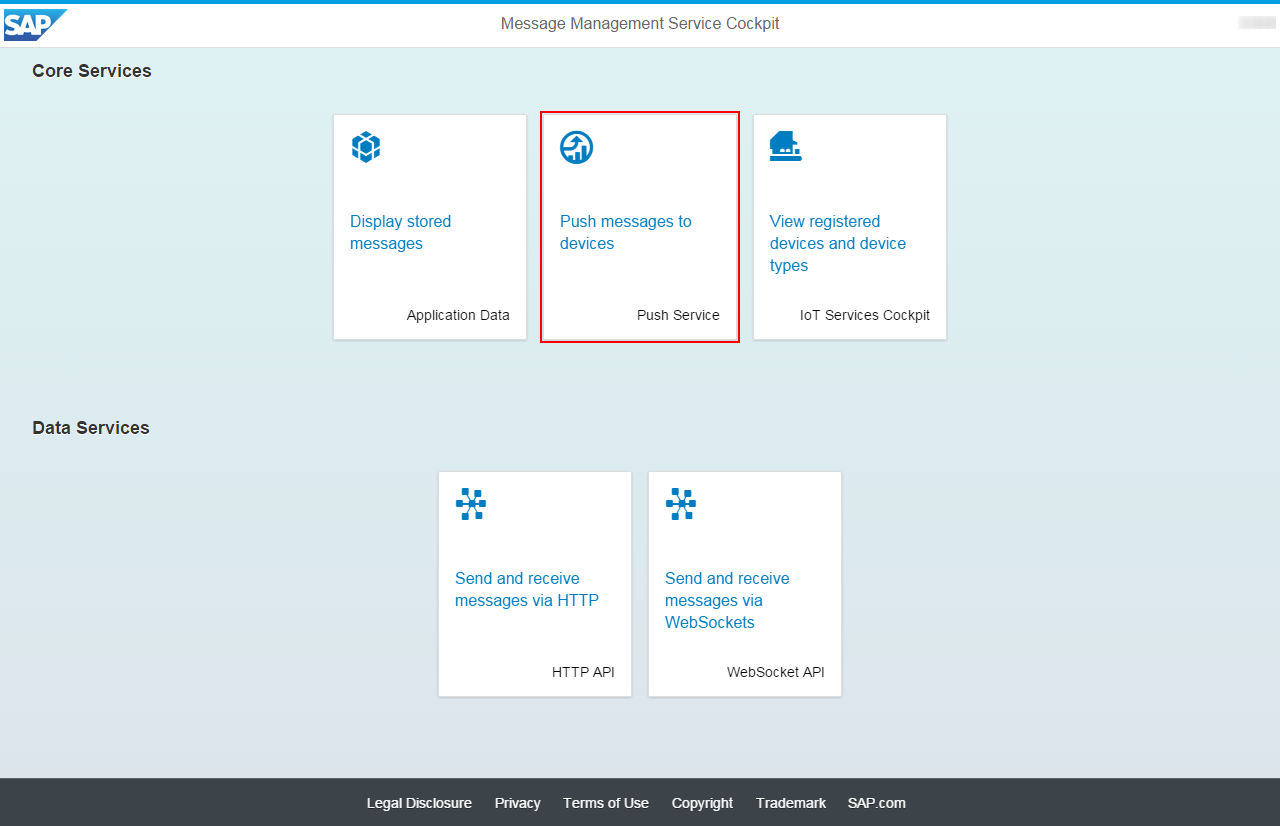 SAP
Message Management Service Cockpit
Core Services
Display stored
messages
Application Data
Push messages to
devices
Push Service
View registered
devices and device
types
IoT Services Cockpit
Data Services
Send and receive
messages via HTTP
HTTP API
Send and receive
messages via
WebSockets
WebSocket API
Legal Disclosure Privacy Terms of Use Copyright Trademark SAP.com